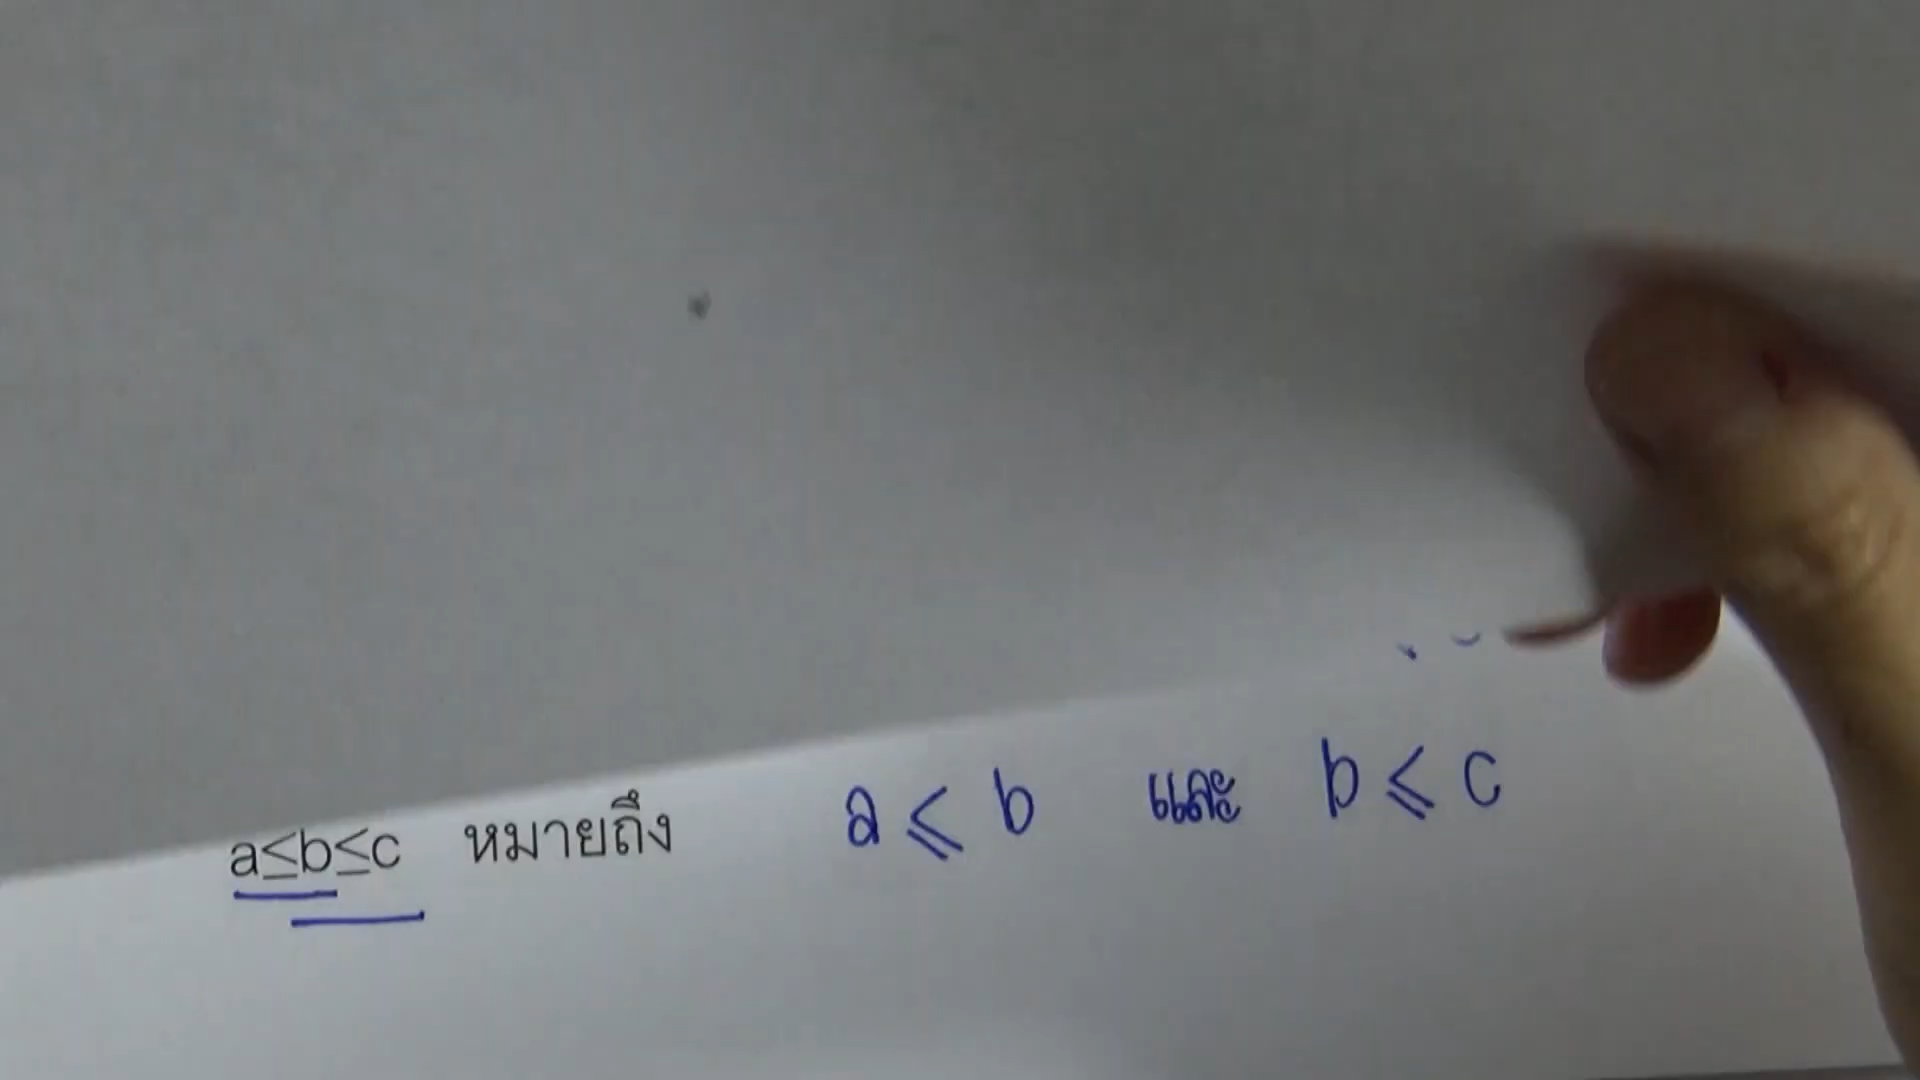 a≤b≤c หมายถึง a ≤ b และ b ≤ c